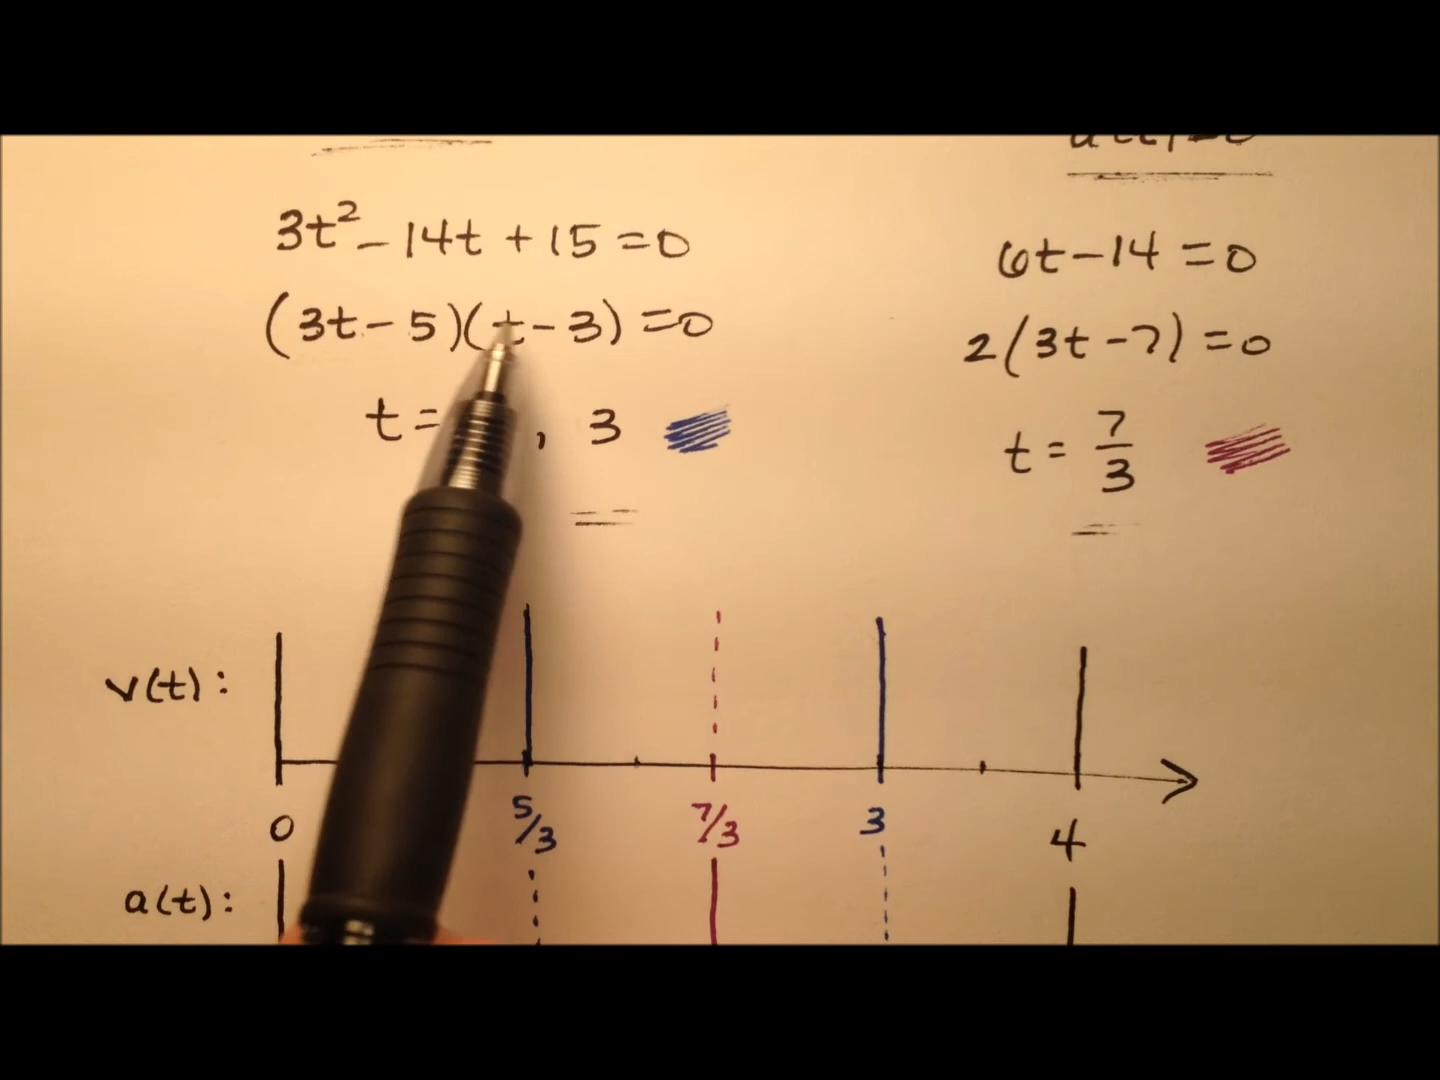 3t² - 14t + 15 = 0
(3t - 5)(t - 3) = 0
t = , 3
6t - 14 = 0
2(3t - 7) = 0
t = 7/3
v(t):
0 5/3 7/3 3 4
a(t):